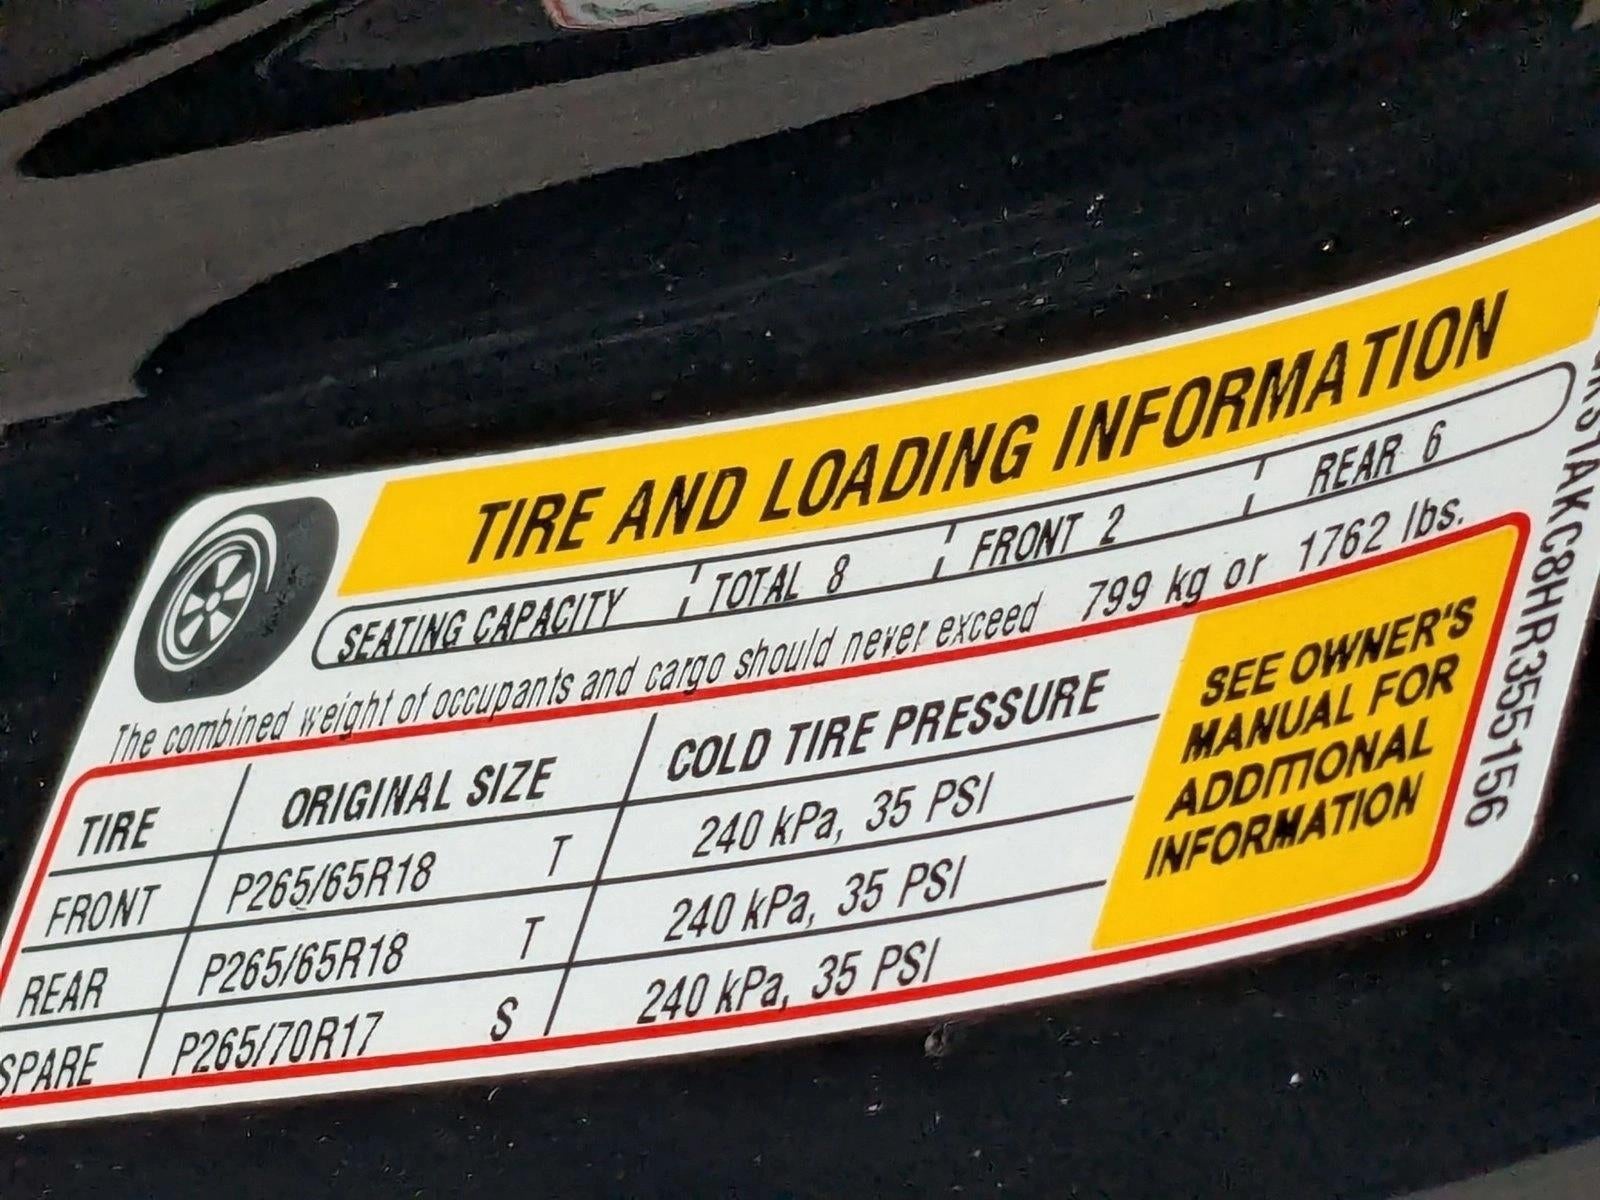 TIRE AND LOADING INFORMATION
SEATING CAPACITY TOTAL 8 FRONT 2 REAR 6
The combined weight of occupants and cargo should never exceed 799 kg or 1762 lbs.
TIRE ORIGINAL SIZE COLD TIRE PRESSURE
FRONT P265/65R18 T 240 kPa, 35 PSI
REAR P265/65R18 T 240 kPa, 35 PSI
SPARE P265/70R17 S 240 kPa, 35 PSI
SEE OWNER'S
MANUAL FOR
ADDITIONAL
INFORMATION